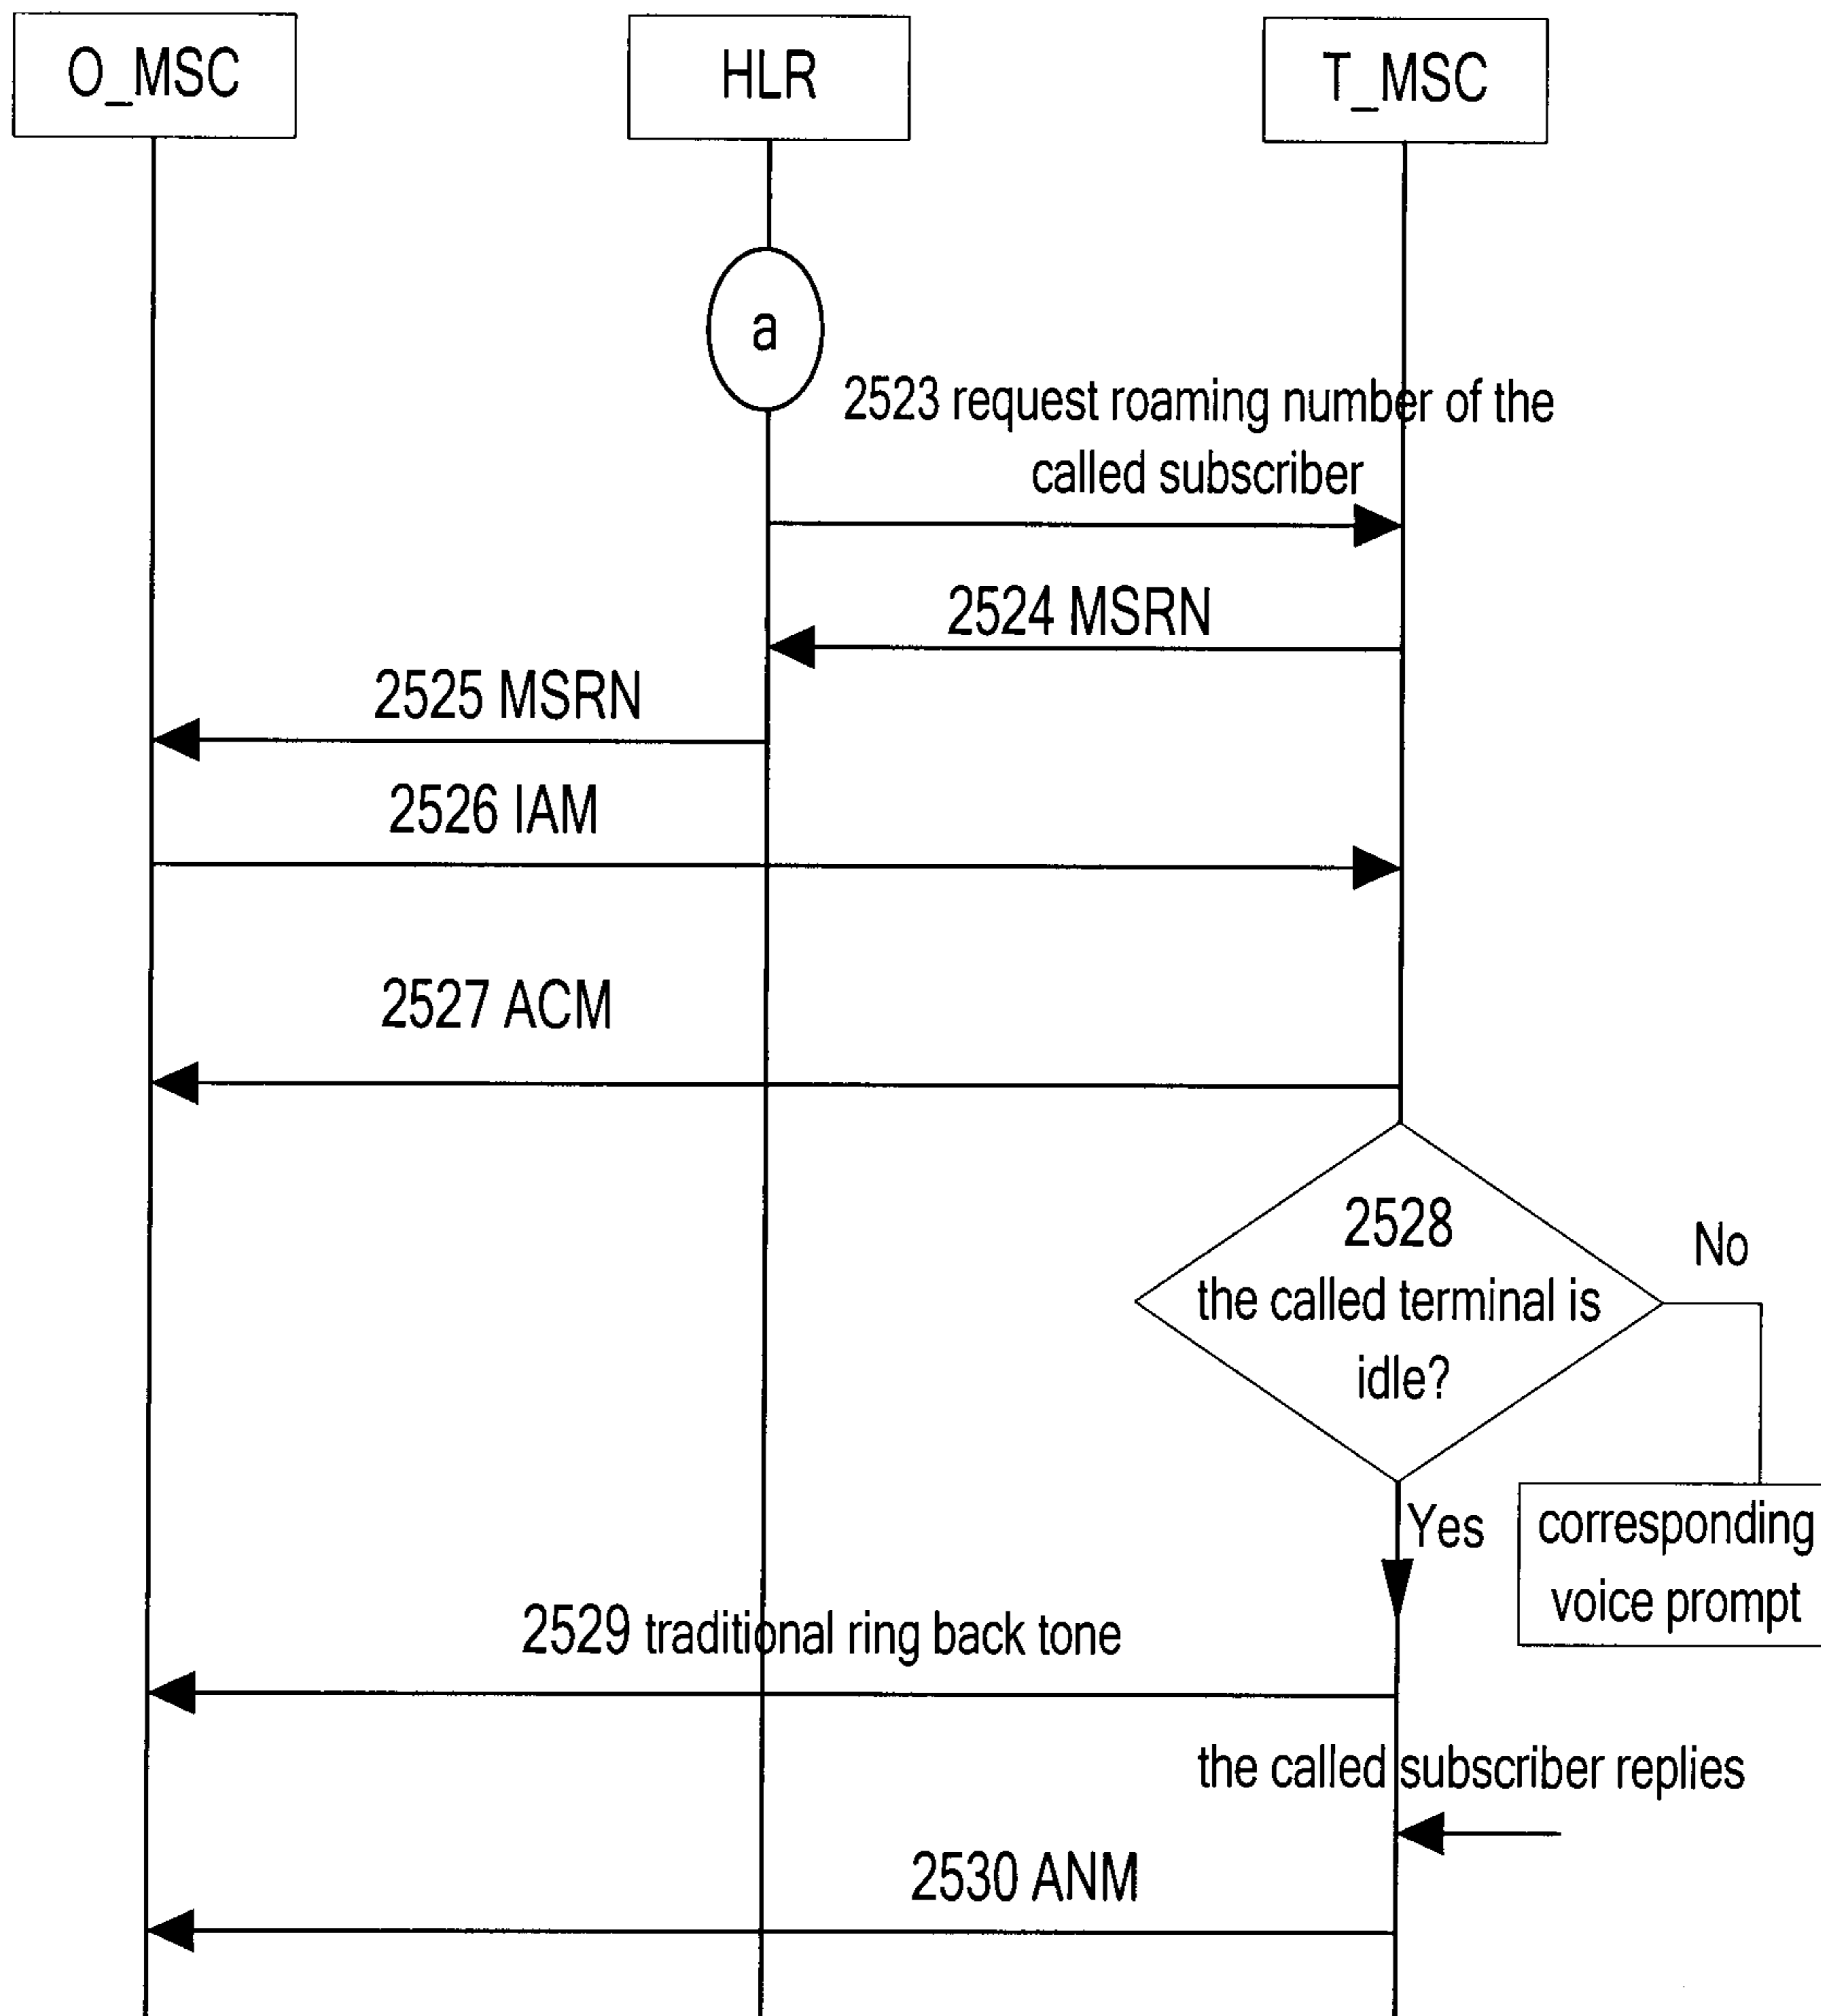 O_MSC
HLR
T_MSC
a
2523 request roaming number of the
called subscriber
2524 MSRN
2525 MSRN
2526 IAM
2527 ACM
2528
the called terminal is
idle?
No
Yes
corresponding
voice prompt
2529 traditional ring back tone
the called subscriber replies
2530 ANM